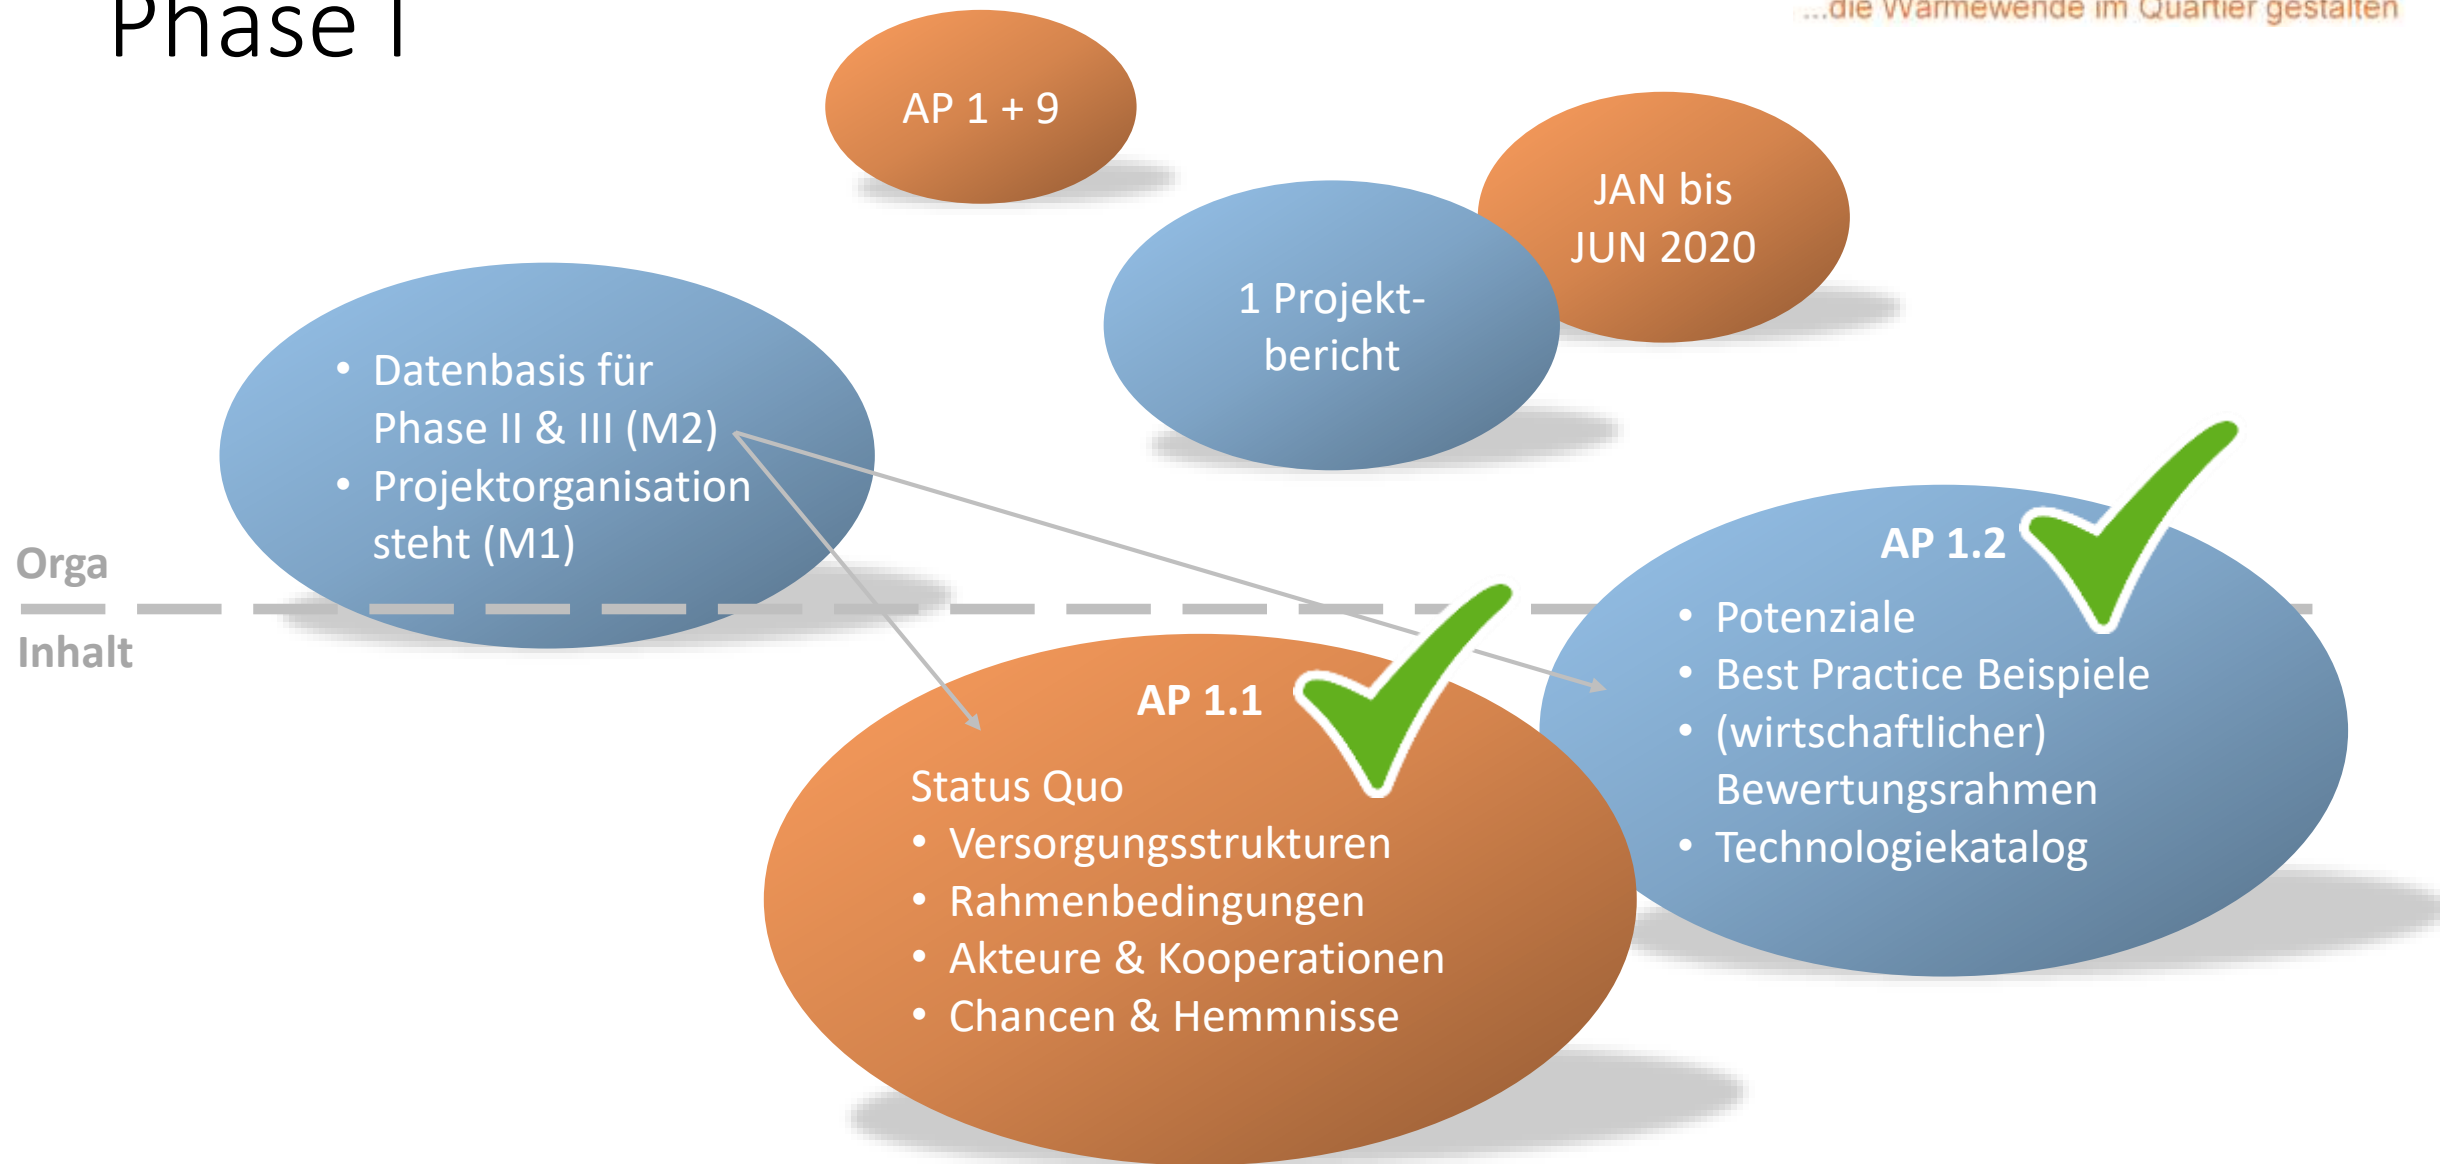 Phase I
...die Wärmewende im Quartier gestalten
AP 1 + 9
JAN bis
JUN 2020
1 Projekt-
bericht
• Datenbasis für
Phase II & III (M2)
• Projektorganisation
steht (M1)
Orga
Inhalt
AP 1.2
• Potenziale
• Best Practice Beispiele
• (wirtschaftlicher)
Bewertungsrahmen
• Technologiekatalog
AP 1.1
Status Quo
• Versorgungsstrukturen
• Rahmenbedingungen
• Akteure & Kooperationen
• Chancen & Hemmnisse